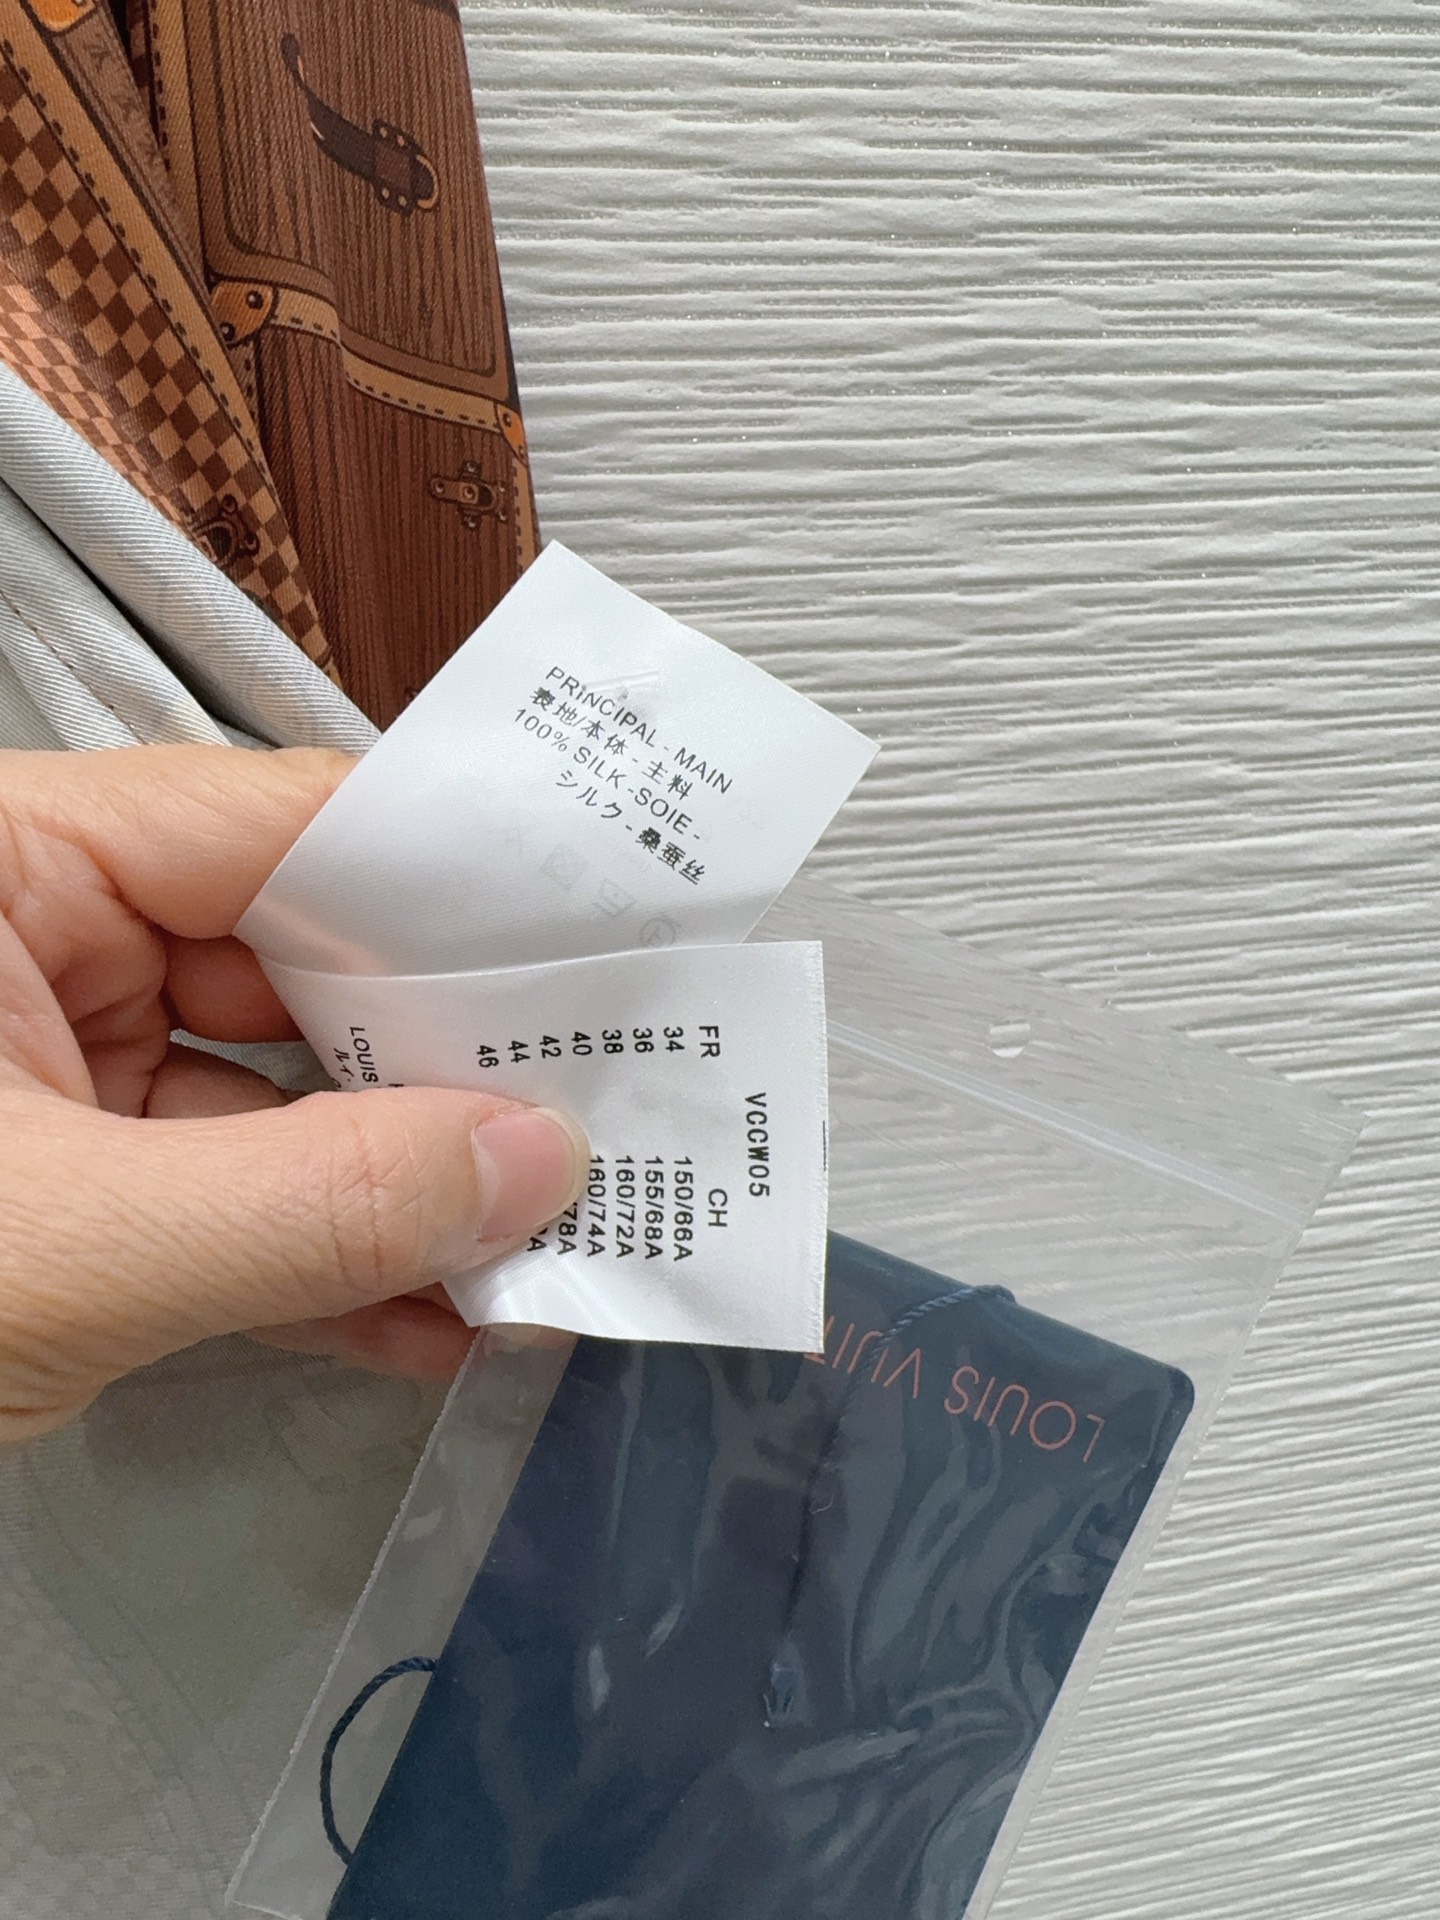 PRINCIPAL - MAIN
表地/本体 - 主料
100% SILK -SOIE -
シルク - 桑蚕丝
VCCW05
FR CH
34 150/66A
36 155/68A
38 160/72A
40 160/74A
42 /78A
44
46
LOUIS
ルイ・
LOUIS VUIT